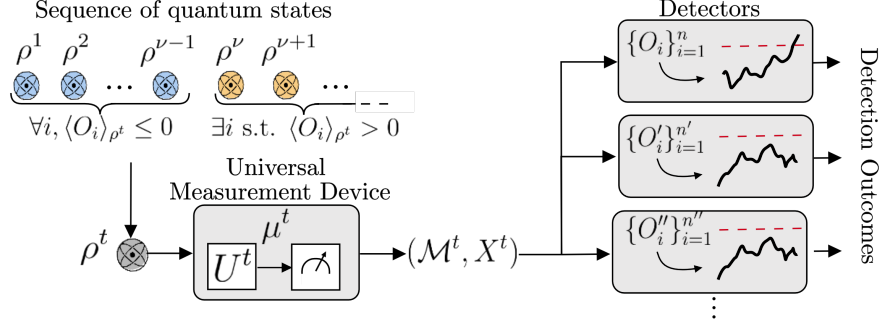 Sequence of quantum states
ρ¹ ρ² ... ρ^{ν−1} ρ^ν ρ^{ν+1} ...
∀i, ⟨O_i⟩_{ρ^t} ≤ 0 ∃i s.t. ⟨O_i⟩_{ρ^t} > 0
Universal
Measurement Device
ρ^t
μ^t
U^t
(ℳ^t, X^t)
Detectors
{O_i}_{i=1}^{n}
{O'_i}_{i=1}^{n'}
{O''_i}_{i=1}^{n''}
⋮
Detection Outcomes